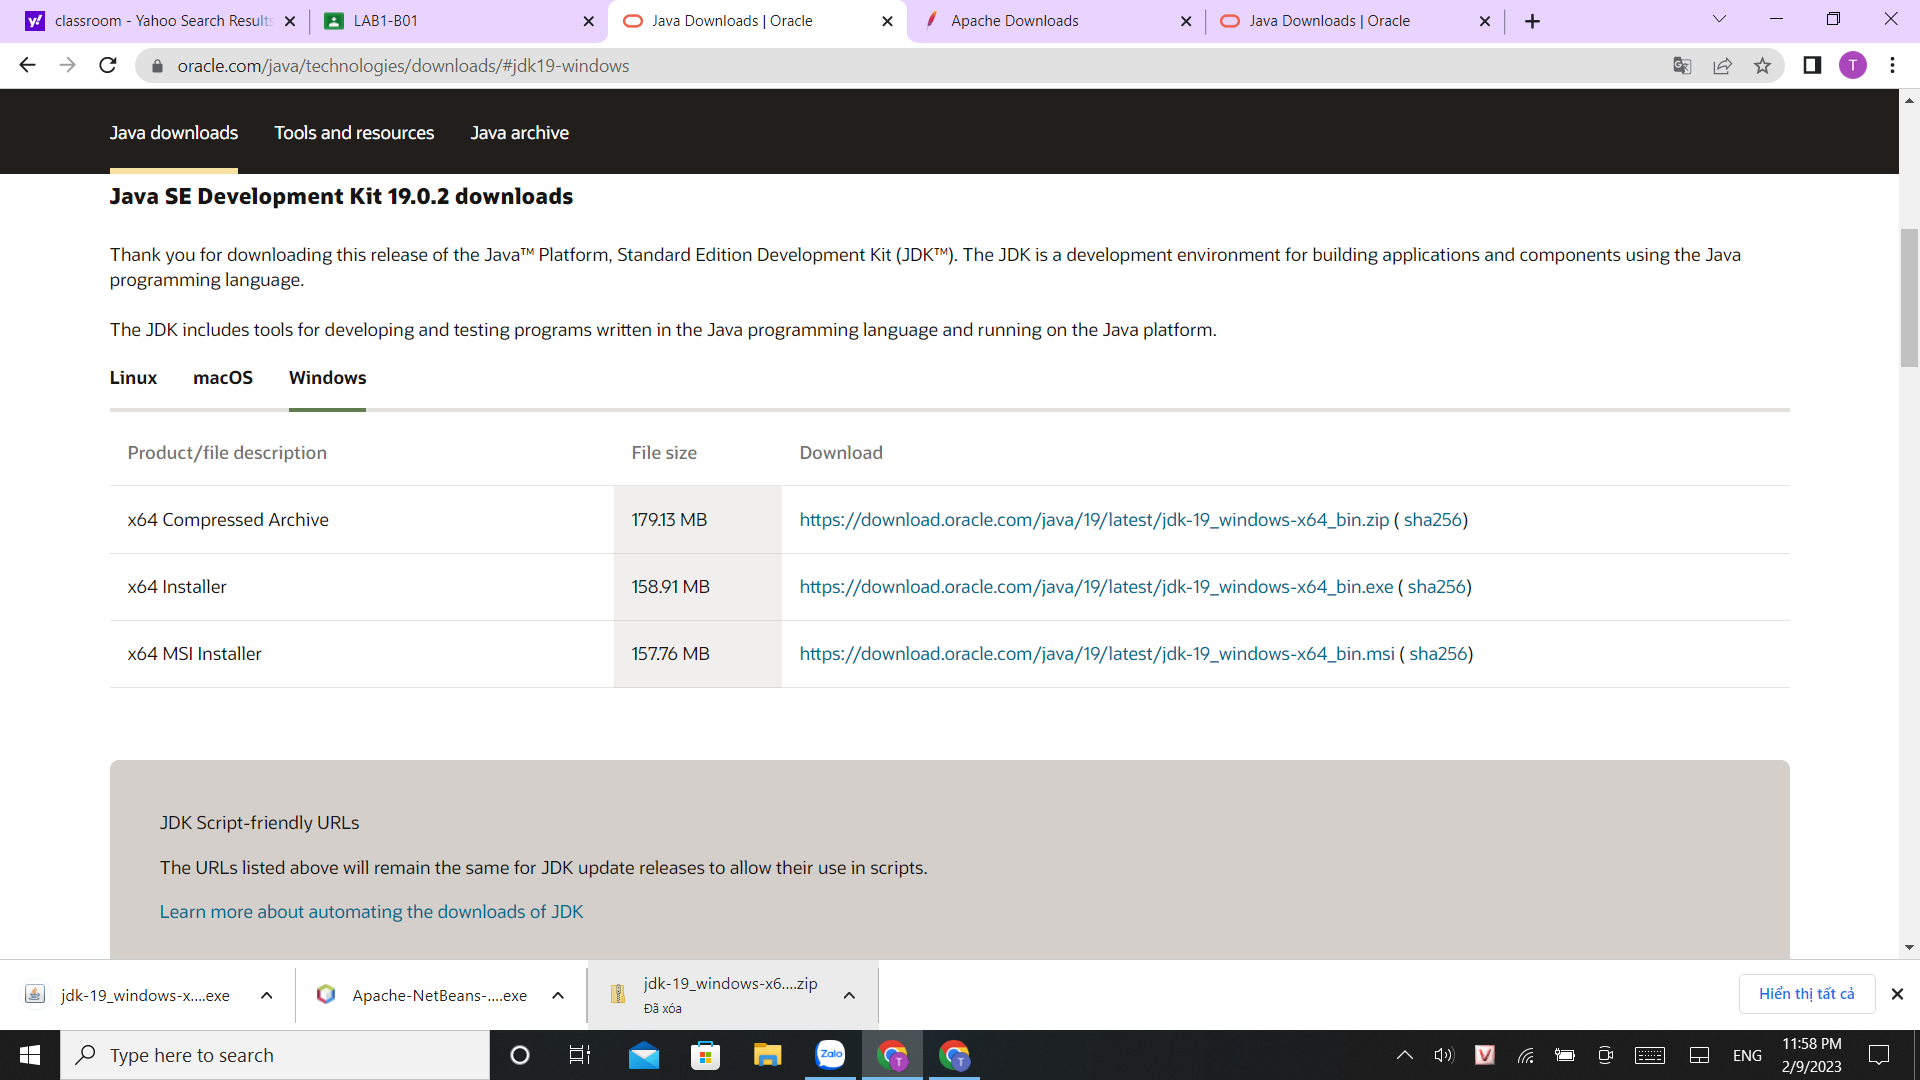 classroom - Yahoo Search Results
LAB1-B01
Java Downloads | Oracle
Apache Downloads
Java Downloads | Oracle
oracle.com/java/technologies/downloads/#jdk19-windows
T
Java downloads
Tools and resources
Java archive
Java SE Development Kit 19.0.2 downloads
Thank you for downloading this release of the Java™ Platform, Standard Edition Development Kit (JDK™). The JDK is a development environment for building applications and components using the Java
programming language.
The JDK includes tools for developing and testing programs written in the Java programming language and running on the Java platform.
Linux
macOS
Windows
Product/file description
File size
Download
x64 Compressed Archive
179.13 MB
https://download.oracle.com/java/19/latest/jdk-19_windows-x64_bin.zip ( sha256)
x64 Installer
158.91 MB
https://download.oracle.com/java/19/latest/jdk-19_windows-x64_bin.exe ( sha256)
x64 MSI Installer
157.76 MB
https://download.oracle.com/java/19/latest/jdk-19_windows-x64_bin.msi ( sha256)
JDK Script-friendly URLs
The URLs listed above will remain the same for JDK update releases to allow their use in scripts.
Learn more about automating the downloads of JDK
jdk-19_windows-x....exe
Apache-NetBeans-....exe
jdk-19_windows-x6....zip
Đã xóa
Hiển thị tất cả
Type here to search
Zalo
T
T
V
ENG
11:58 PM
2/9/2023